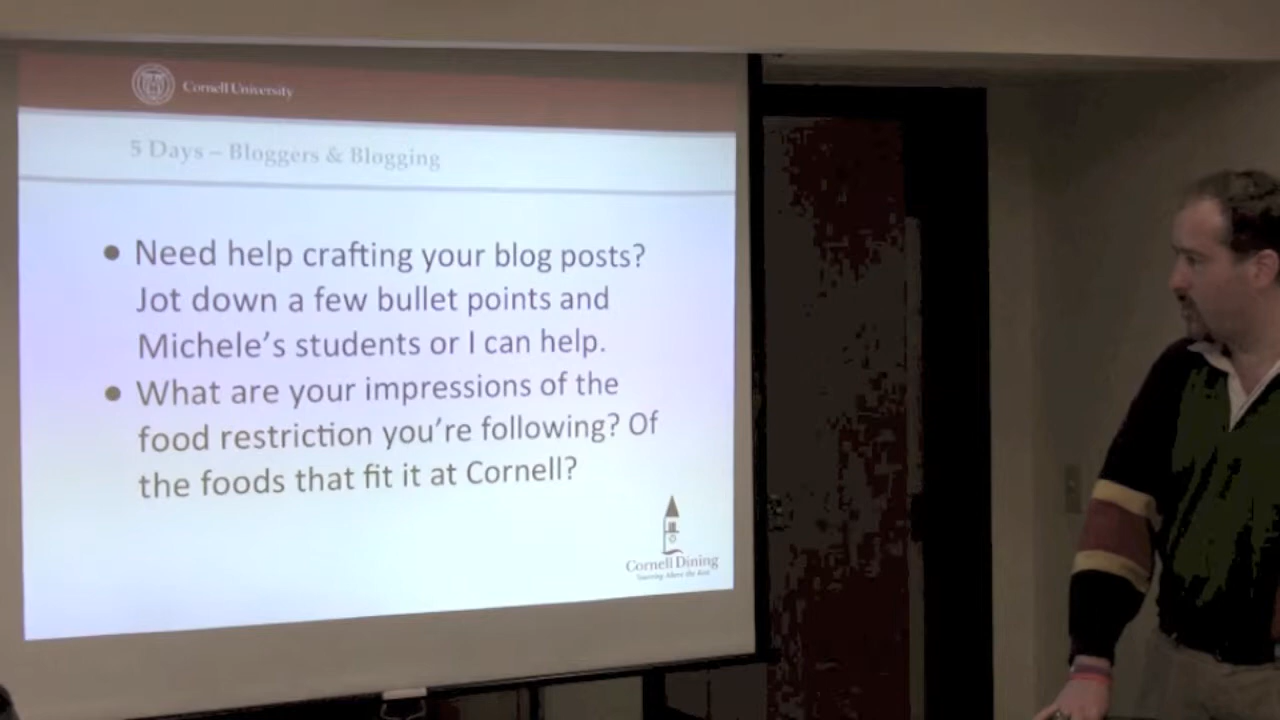 Cornell University
5 Days – Bloggers & Blogging
• Need help crafting your blog posts?
Jot down a few bullet points and
Michele's students or I can help.
• What are your impressions of the
food restriction you're following? Of
the foods that fit it at Cornell?
Cornell Dining